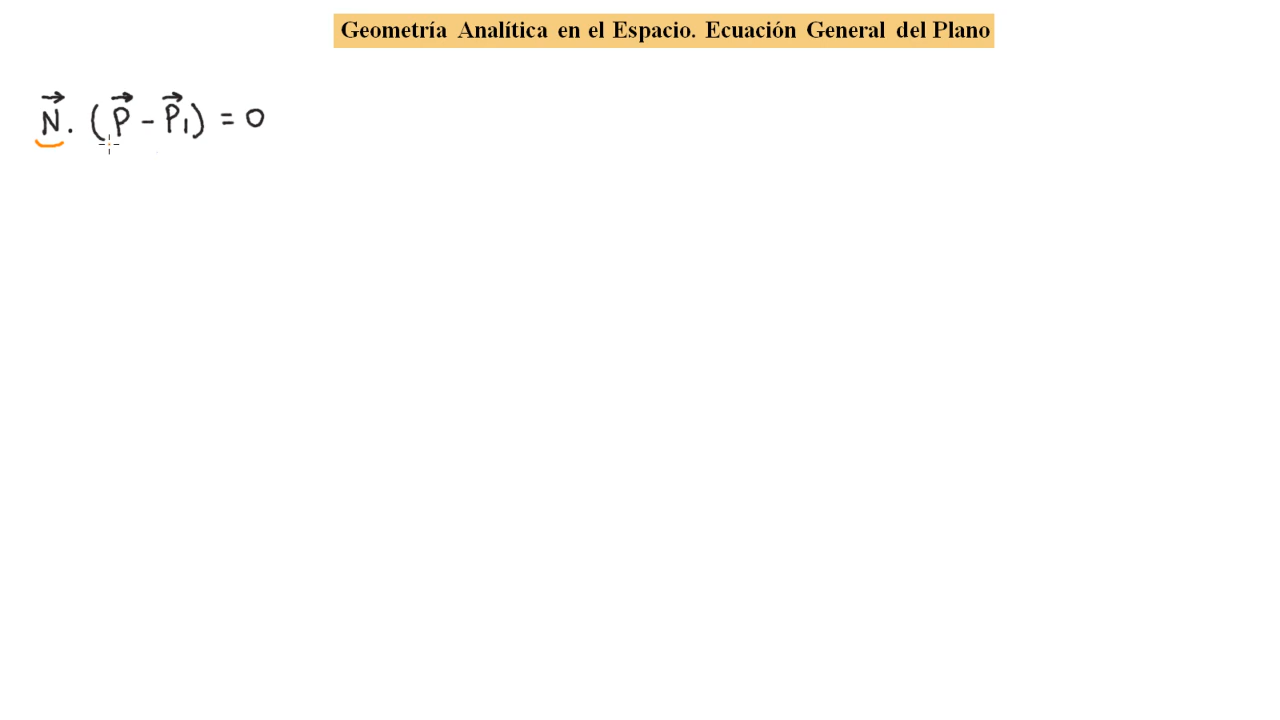 Geometría Analítica en el Espacio. Ecuación General del Plano
N⃗ . (P⃗ - P⃗₁) = 0